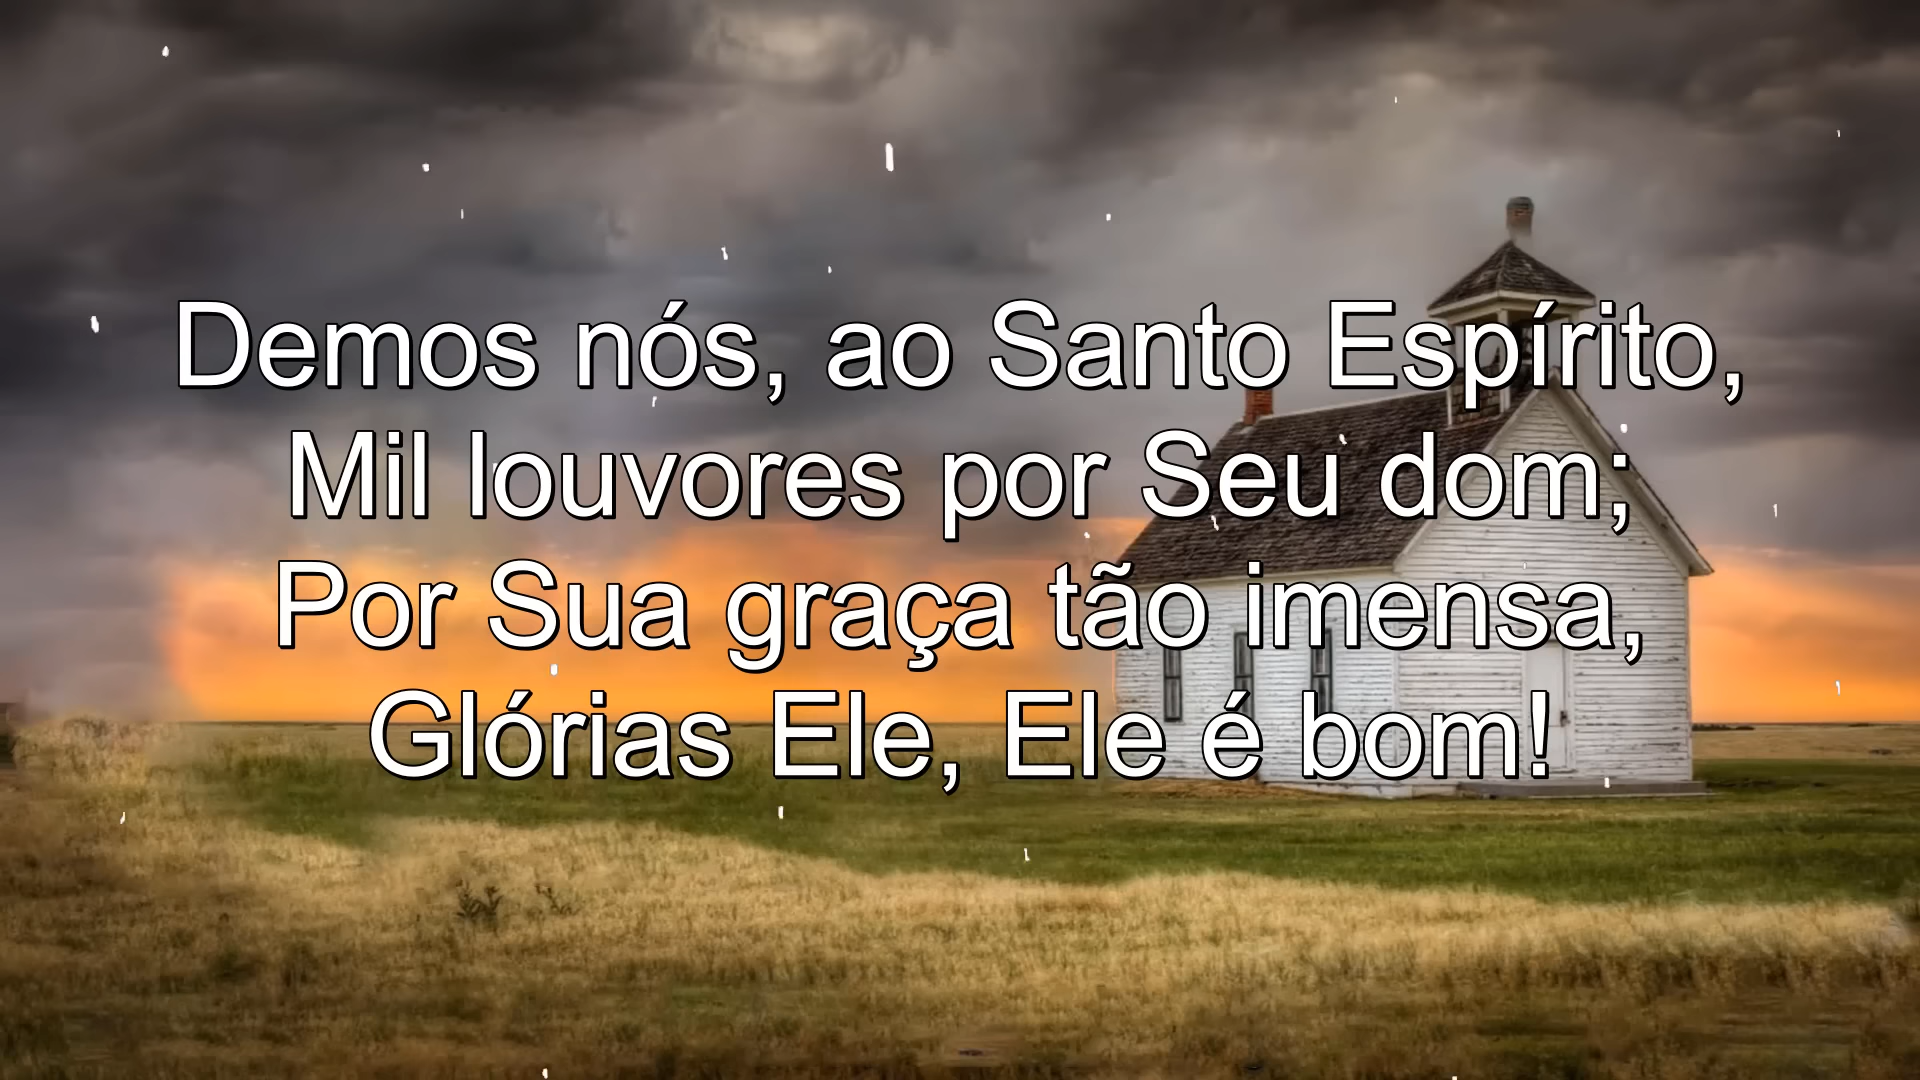 Demos nós, ao Santo Espírito,
Mil louvores por Seu dom;
Por Sua graça tão imensa,
Glórias Ele, Ele é bom!